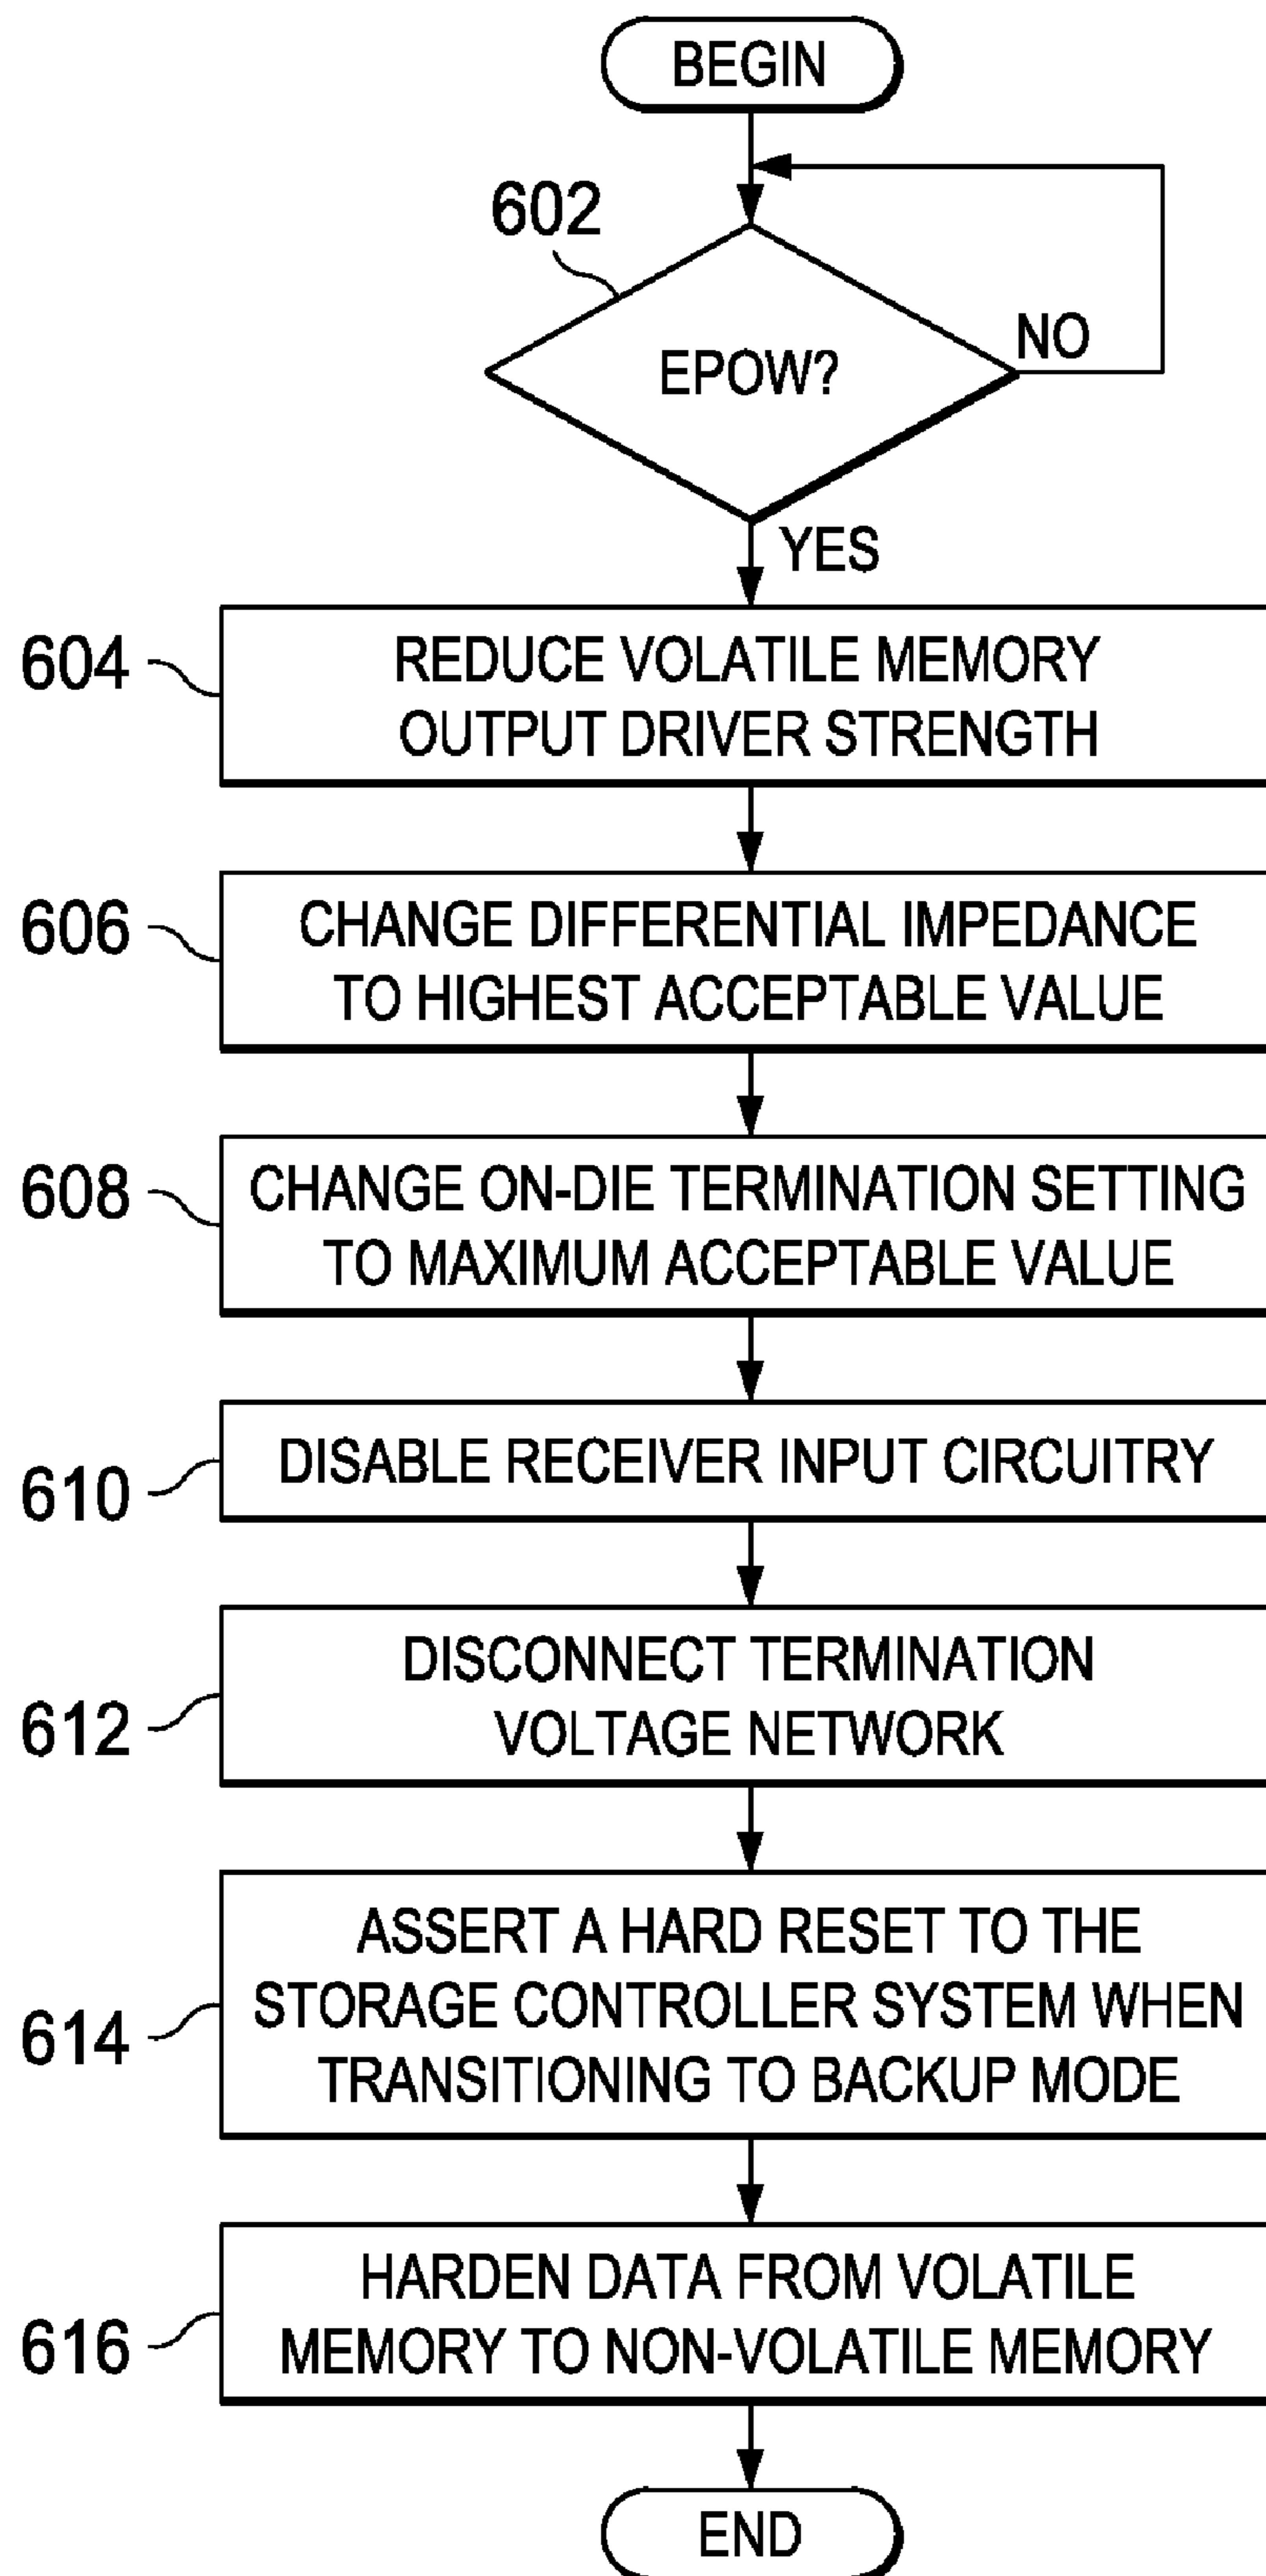 BEGIN
602
EPOW?
NO
YES
604
REDUCE VOLATILE MEMORY
OUTPUT DRIVER STRENGTH
606
CHANGE DIFFERENTIAL IMPEDANCE
TO HIGHEST ACCEPTABLE VALUE
608
CHANGE ON-DIE TERMINATION SETTING
TO MAXIMUM ACCEPTABLE VALUE
610
DISABLE RECEIVER INPUT CIRCUITRY
612
DISCONNECT TERMINATION
VOLTAGE NETWORK
614
ASSERT A HARD RESET TO THE
STORAGE CONTROLLER SYSTEM WHEN
TRANSITIONING TO BACKUP MODE
616
HARDEN DATA FROM VOLATILE
MEMORY TO NON-VOLATILE MEMORY
END